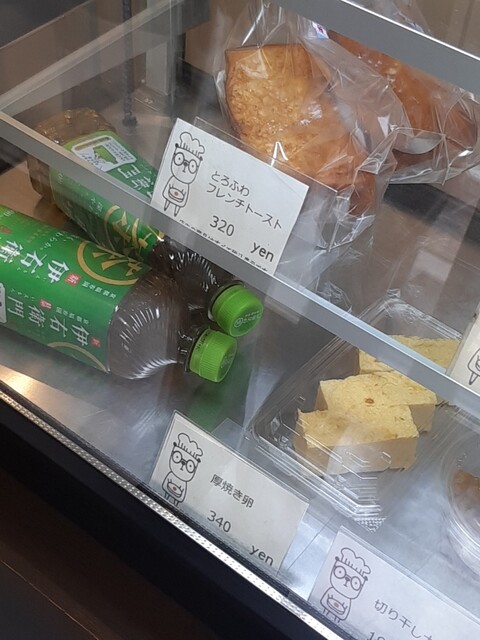 とろふわ
フレンチトースト
320 yen
伊右衛門
厚焼き卵
340 yen
切り干し